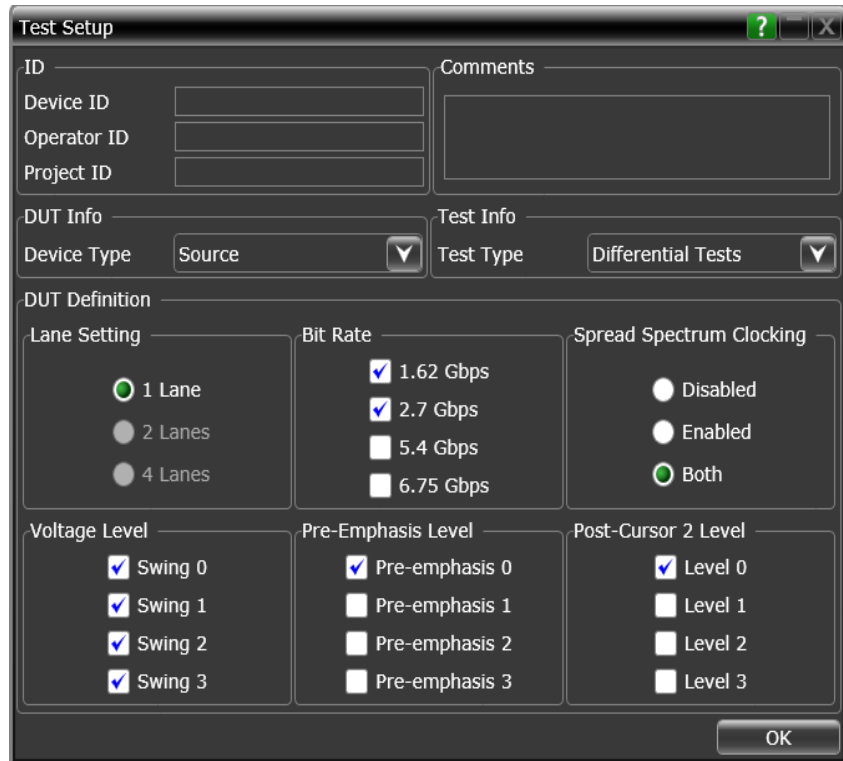 Test Setup
? X
ID
Comments
Device ID
Operator ID
Project ID
DUT Info
Test Info
Device Type Source
Test Type Differential Tests
DUT Definition
Lane Setting
1 Lane
2 Lanes
4 Lanes
Bit Rate
1.62 Gbps
2.7 Gbps
5.4 Gbps
6.75 Gbps
Spread Spectrum Clocking
Disabled
Enabled
Both
Voltage Level
Swing 0
Swing 1
Swing 2
Swing 3
Pre-Emphasis Level
Pre-emphasis 0
Pre-emphasis 1
Pre-emphasis 2
Pre-emphasis 3
Post-Cursor 2 Level
Level 0
Level 1
Level 2
Level 3
OK